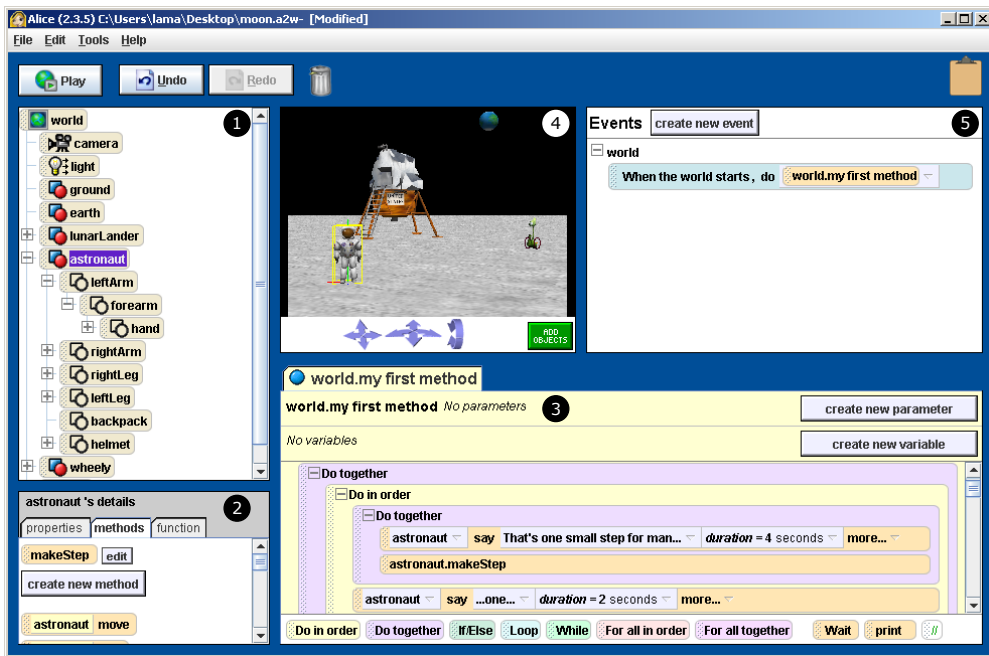 Alice (2.3.5) C:\Users\lama\Desktop\moon.a2w- [Modified]
File Edit Tools Help
Play Undo Redo
world
1
camera
light
ground
earth
lunarLander
astronaut
leftArm
forearm
hand
rightArm
rightLeg
leftLeg
backpack
helmet
wheely
astronaut 's details
2
properties methods function
makeStep edit
create new method
astronaut move
4
UNITED
STATES
ADD
OBJECTS
Events create new event
5
world
When the world starts, do world.my first method
world.my first method
world.my first method No parameters
3
create new parameter
No variables
create new variable
Do together
Do in order
Do together
astronaut say That's one small step for man... duration = 4 seconds more...
astronaut.makeStep
astronaut say ...one... duration = 2 seconds more...
Do in order Do together If/Else Loop While For all in order For all together Wait print //